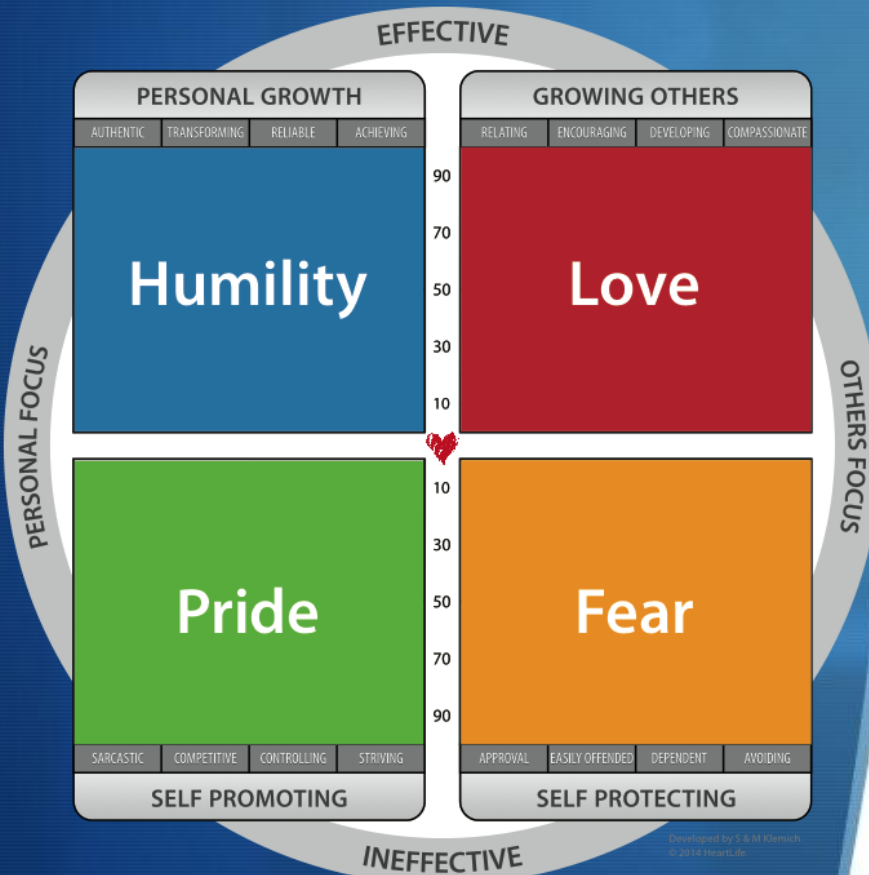 EFFECTIVE
PERSONAL GROWTH
AUTHENTIC TRANSFORMING RELIABLE ACHIEVING
Humility
GROWING OTHERS
RELATING ENCOURAGING DEVELOPING COMPASSIONATE
Love
90
70
50
30
10
PERSONAL FOCUS
OTHERS FOCUS
10
30
50
70
90
Pride
SARCASTIC COMPETITIVE CONTROLLING STRIVING
SELF PROMOTING
Fear
APPROVAL EASILY OFFENDED DEPENDENT AVOIDING
SELF PROTECTING
INEFFECTIVE
Developed by S & M Klemich
© 2014 HeartLife